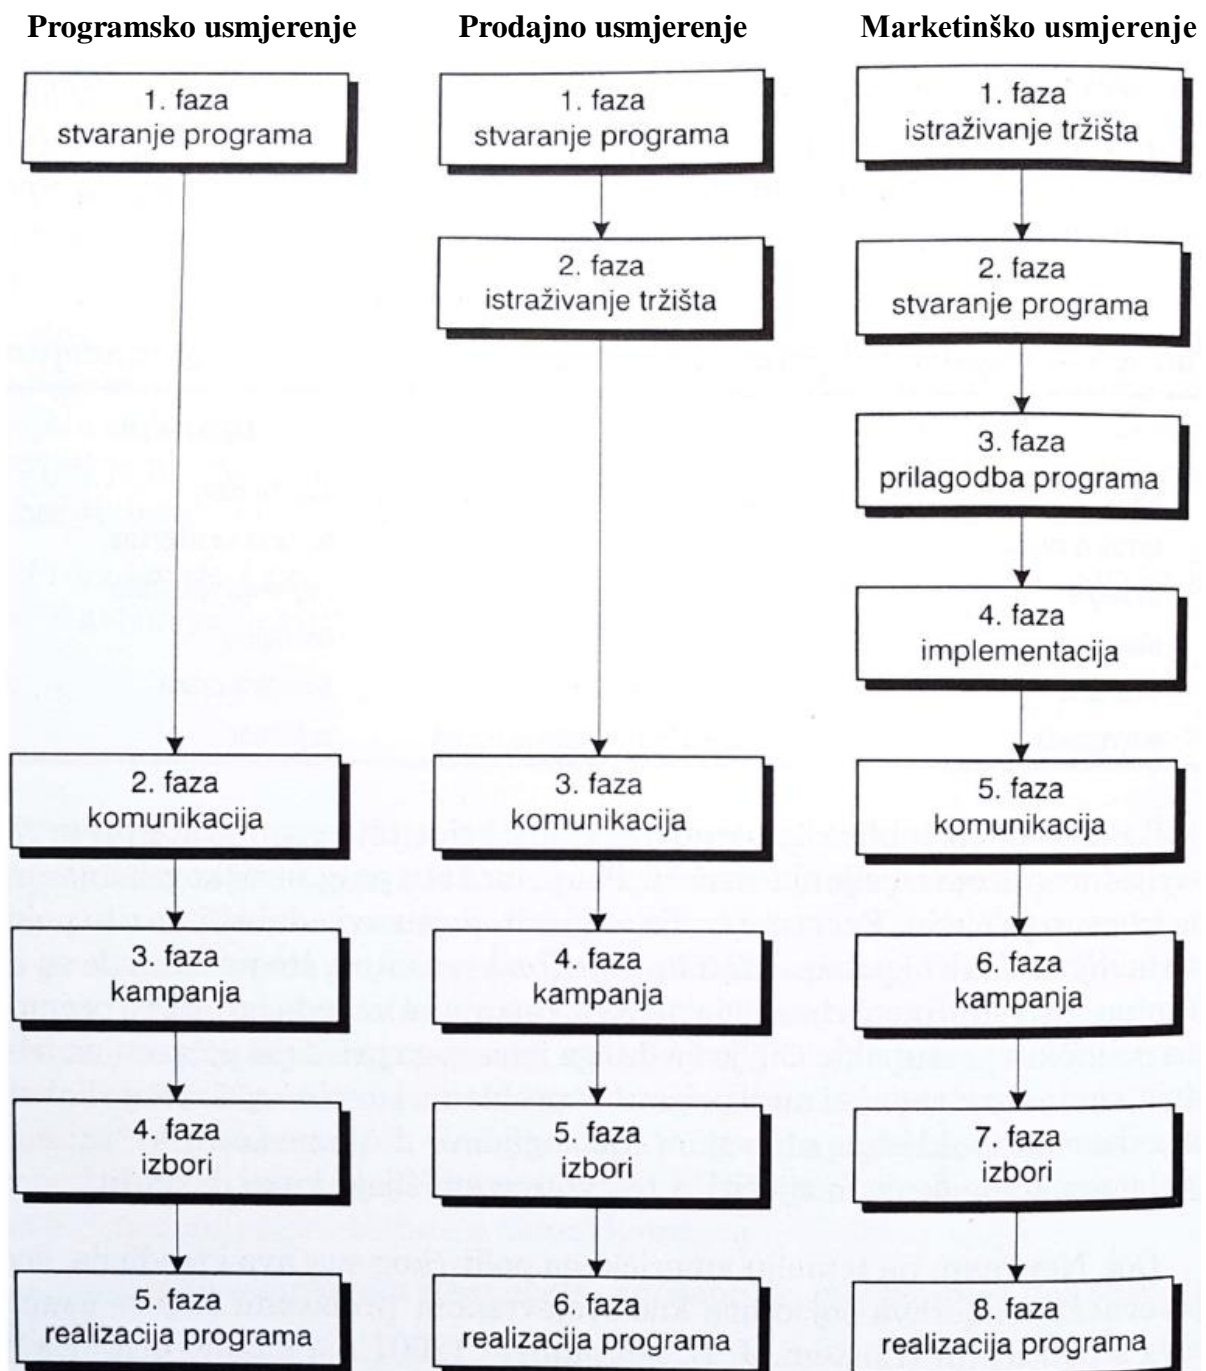 Programsko usmjerenje
1. faza
stvaranje programa
2. faza
komunikacija
3. faza
kampanja
4. faza
izbori
5. faza
realizacija programa
Prodajno usmjerenje
1. faza
stvaranje programa
2. faza
istraživanje tržišta
3. faza
komunikacija
4. faza
kampanja
5. faza
izbori
6. faza
realizacija programa
Marketinško usmjerenje
1. faza
istraživanje tržišta
2. faza
stvaranje programa
3. faza
prilagodba programa
4. faza
implementacija
5. faza
komunikacija
6. faza
kampanja
7. faza
izbori
8. faza
realizacija programa